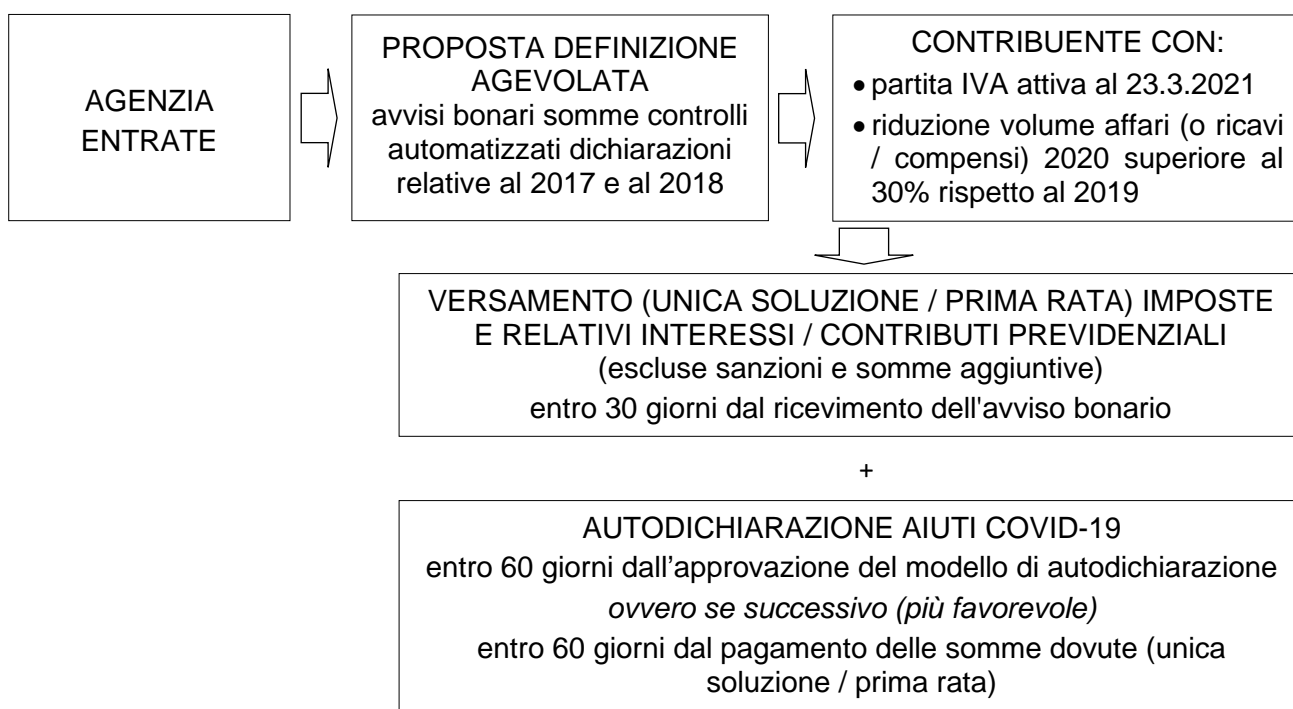 AGENZIA
ENTRATE
PROPOSTA DEFINIZIONE
AGEVOLATA
avvisi bonari somme controlli
automatizzati dichiarazioni
relative al 2017 e al 2018
CONTRIBUENTE CON:
• partita IVA attiva al 23.3.2021
• riduzione volume affari (o ricavi
/ compensi) 2020 superiore al
30% rispetto al 2019
VERSAMENTO (UNICA SOLUZIONE / PRIMA RATA) IMPOSTE
E RELATIVI INTERESSI / CONTRIBUTI PREVIDENZIALI
(escluse sanzioni e somme aggiuntive)
entro 30 giorni dal ricevimento dell'avviso bonario
+
AUTODICHIARAZIONE AIUTI COVID-19
entro 60 giorni dall’approvazione del modello di autodichiarazione
ovvero se successivo (più favorevole)
entro 60 giorni dal pagamento delle somme dovute (unica
soluzione / prima rata)